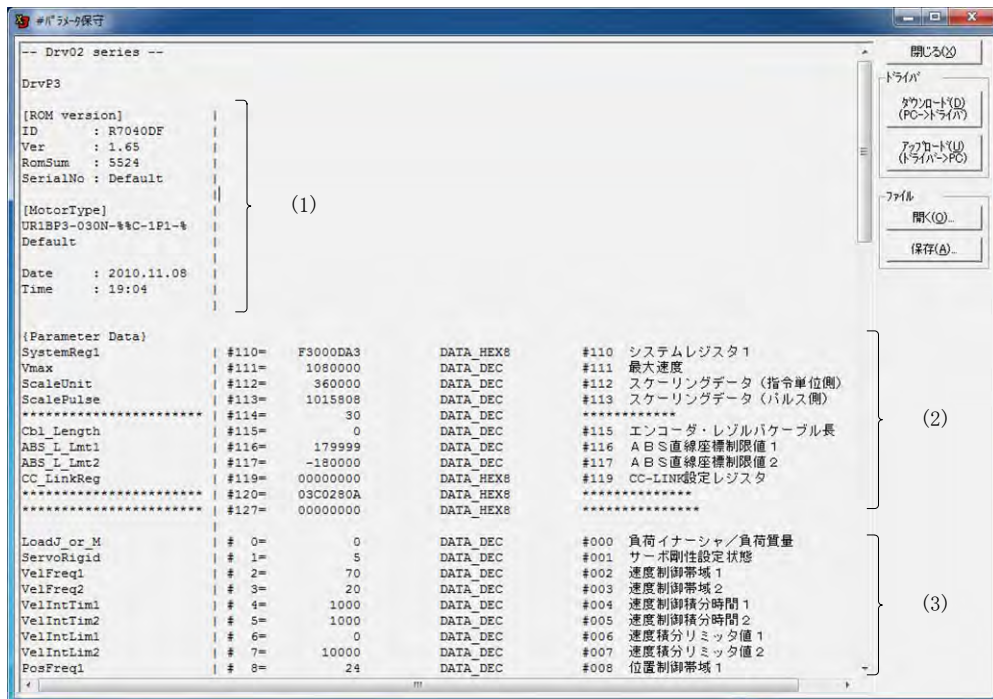 #ﾊﾟﾗﾒｰﾀ保守
-- Drv02 series --
DrvP3
[ROM version] |
ID : R7040DF |
Ver : 1.65 |
RomSum : 5524 |
SerialNo : Default |
[MotorType] |
UR1BP3-030N-%%C-1P1-% |
Default |
Date : 2010.11.08 |
Time : 19:04 |
(1)
{Parameter Data} |
SystemReg1 | #110= F3000DA3 DATA_HEX8 #110 システムレジスタ1
Vmax | #111= 1080000 DATA_DEC #111 最大速度
ScaleUnit | #112= 360000 DATA_DEC #112 スケーリングデータ（指令単位側）
ScalePulse | #113= 1015808 DATA_DEC #113 スケーリングデータ（パルス側）
*********************** | #114= 30 DATA_DEC ************
Cbl_Length | #115= 0 DATA_DEC #115 エンコーダ・レゾルバケーブル長
ABS_L_Lmt1 | #116= 179999 DATA_DEC #116 ＡＢＳ直線座標制限値１
ABS_L_Lmt2 | #117= -180000 DATA_DEC #117 ＡＢＳ直線座標制限値２
CC_LinkReg | #119= 00000000 DATA_HEX8 #119 CC-LINK設定レジスタ
*********************** | #120= 03C0280A DATA_HEX8 **************
*********************** | #127= 00000000 DATA_HEX8 ***************
(2)
LoadJ_or_M | # 0= 0 DATA_DEC #000 負荷イナーシャ／負荷質量
ServoRigid | # 1= 5 DATA_DEC #001 サーボ剛性設定状態
VelFreq1 | # 2= 70 DATA_DEC #002 速度制御帯域１
VelFreq2 | # 3= 20 DATA_DEC #003 速度制御帯域２
VelIntTim1 | # 4= 1000 DATA_DEC #004 速度制御積分時間１
VelIntTim2 | # 5= 1000 DATA_DEC #005 速度制御積分時間２
VelIntLim1 | # 6= 0 DATA_DEC #006 速度積分リミッタ値１
VelIntLim2 | # 7= 10000 DATA_DEC #007 速度積分リミッタ値２
PosFreq1 | # 8= 24 DATA_DEC #008 位置制御帯域１
(3)
閉じる(X)
ﾄﾞﾗｲﾊﾞ
ﾀﾞｳﾝﾛｰﾄﾞ(D)
(PC->ﾄﾞﾗｲﾊﾞ)
ｱｯﾌﾟﾛｰﾄﾞ(U)
(ﾄﾞﾗｲﾊﾞ->PC)
ﾌｧｲﾙ
開く(O)...
保存(A)...